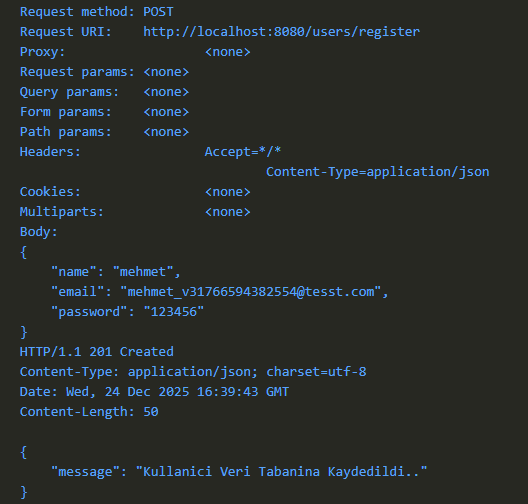 Request method: POST
Request URI: http://localhost:8080/users/register
Proxy: <none>
Request params: <none>
Query params: <none>
Form params: <none>
Path params: <none>
Headers: Accept=*/*
Content-Type=application/json
Cookies: <none>
Multiparts: <none>
Body:
{
    "name": "mehmet",
    "email": "mehmet_v31766594382554@tesst.com",
    "password": "123456"
}
HTTP/1.1 201 Created
Content-Type: application/json; charset=utf-8
Date: Wed, 24 Dec 2025 16:39:43 GMT
Content-Length: 50

{
    "message": "Kullanici Veri Tabanina Kaydedildi.."
}